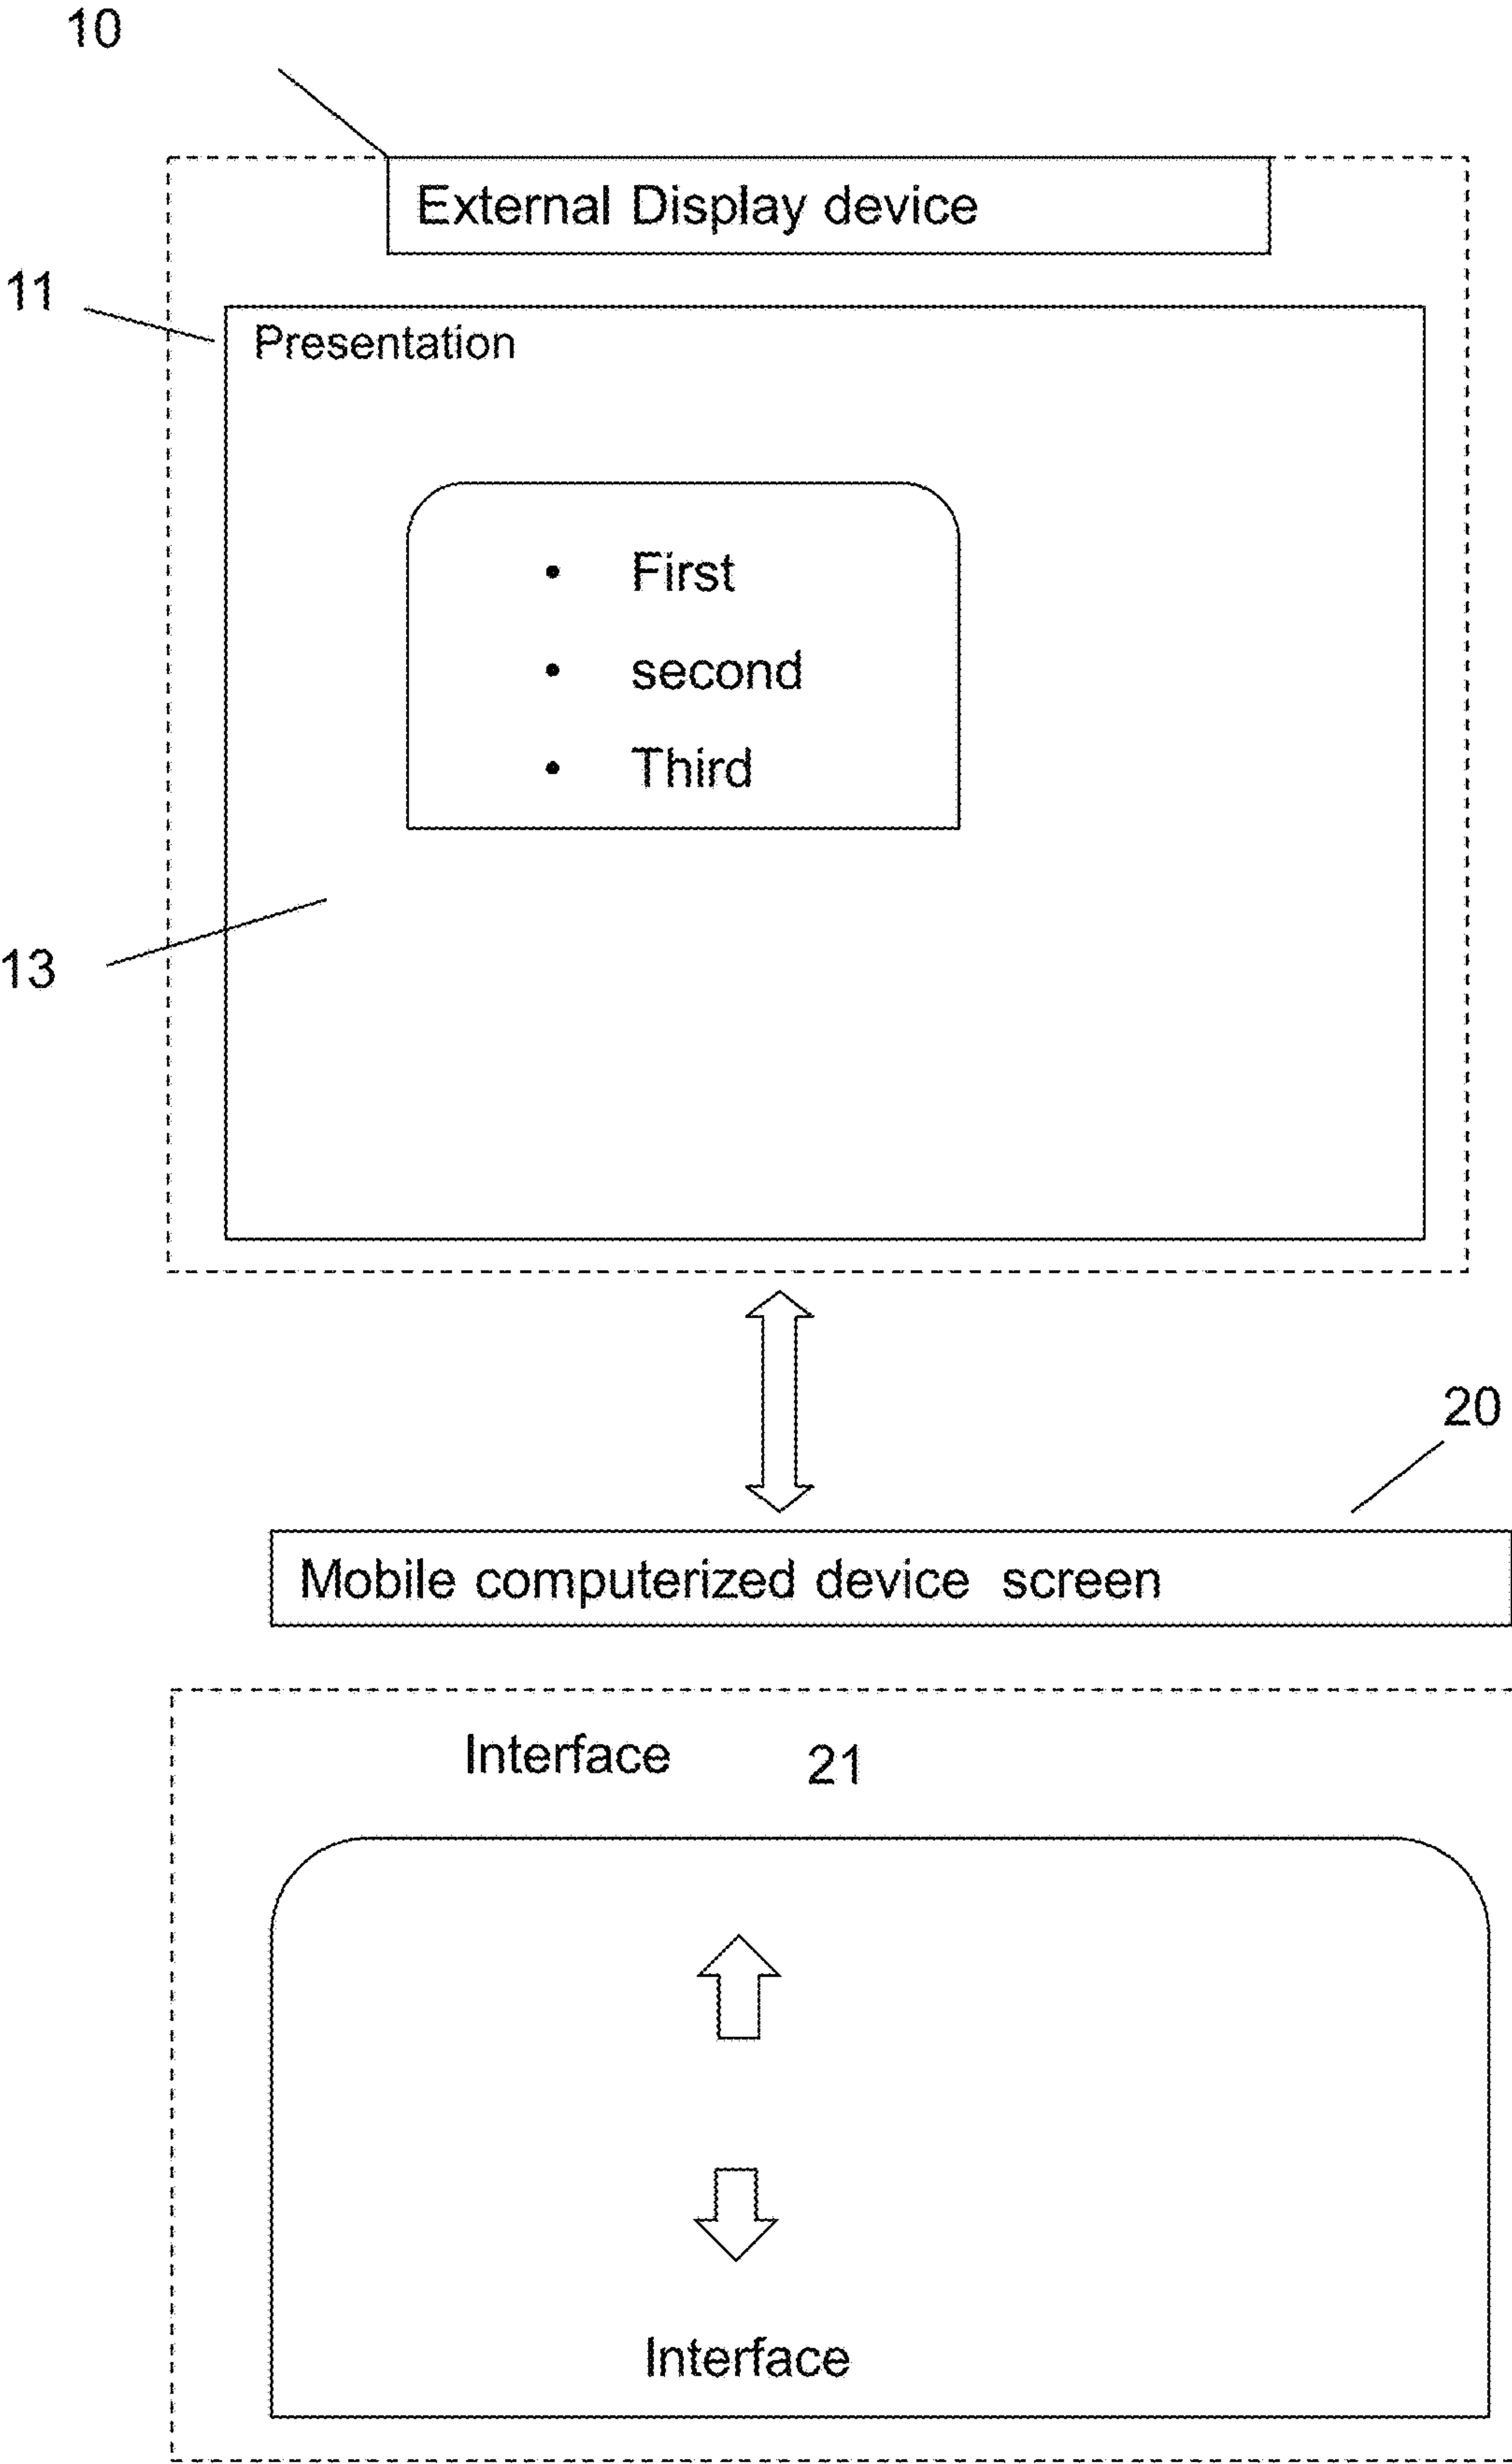 10
External Display device
11
Presentation
• First
• second
• Third
13
20
Mobile computerized device screen
Interface 21
Interface